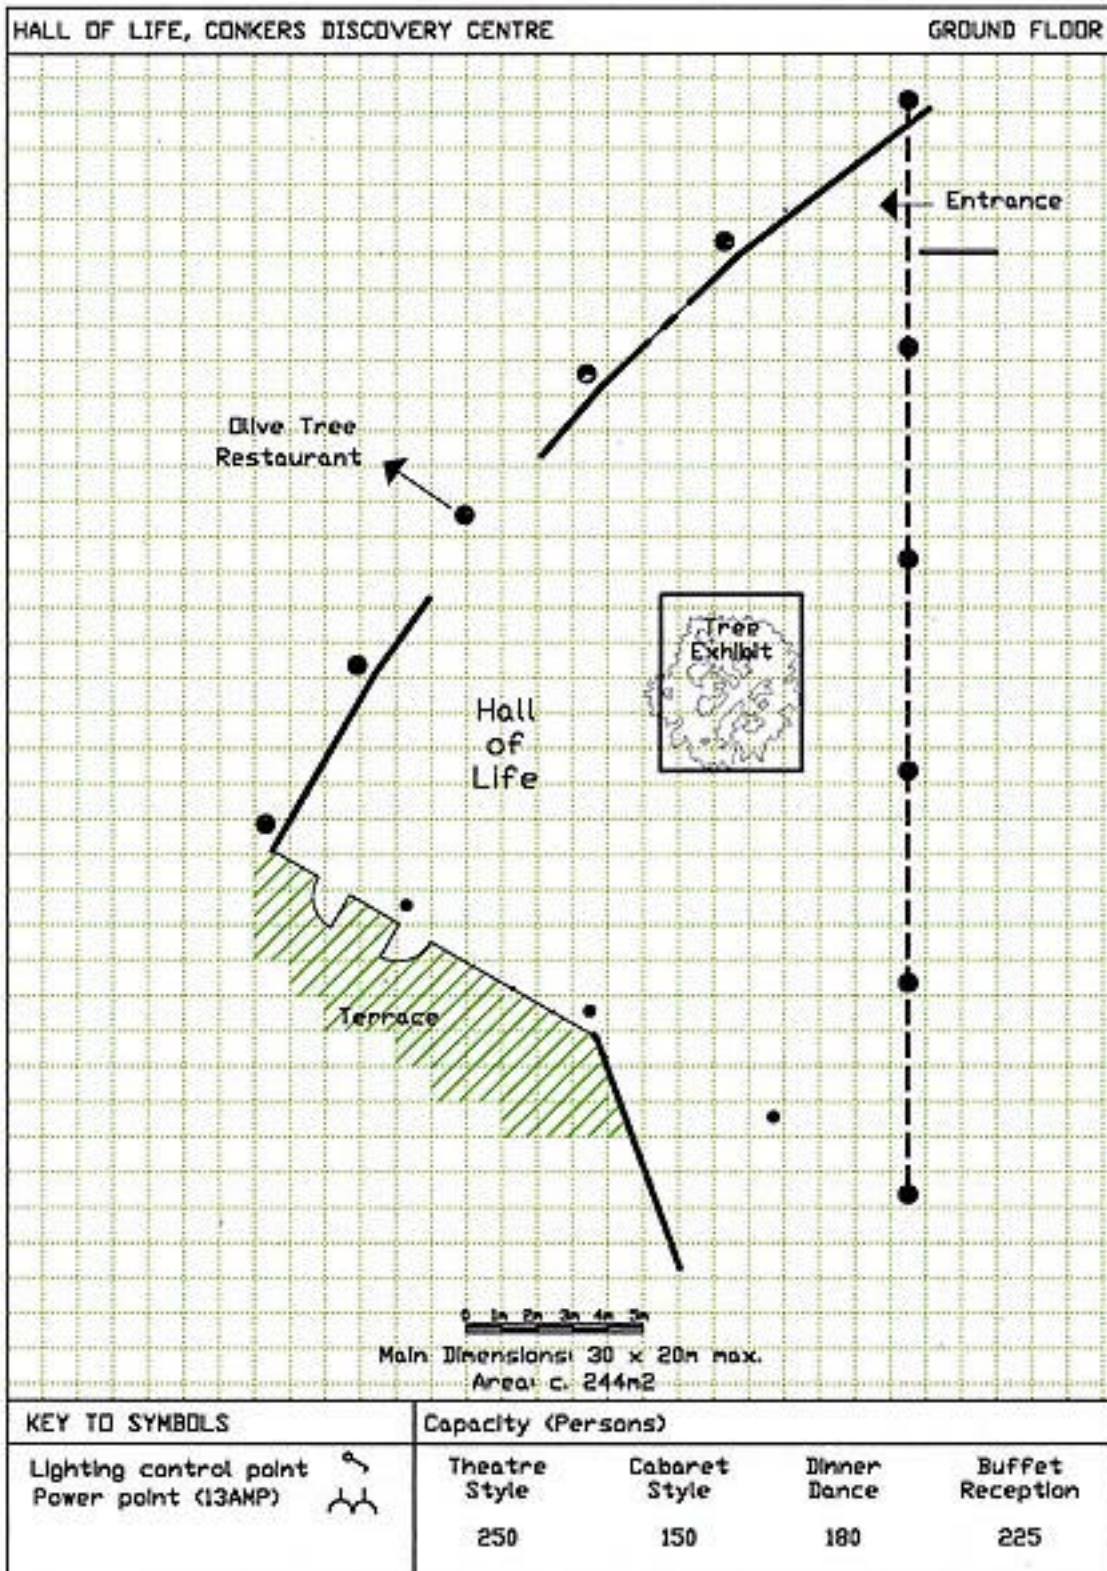 HALL OF LIFE, CONKERS DISCOVERY CENTRE GROUND FLOOR
Entrance
Olive Tree
Restaurant
Tree
Exhibit
Hall
of
Life
Terrace
0 1m 2m 3m 4m 5m
Main Dimensions: 30 x 20m max.
Area: c. 244m2
KEY TO SYMBOLS
Lighting control point
Power point (13AMP)
Capacity (Persons)
Theatre Style
Cabaret Style
Dinner Dance
Buffet Reception
250 150 180 225